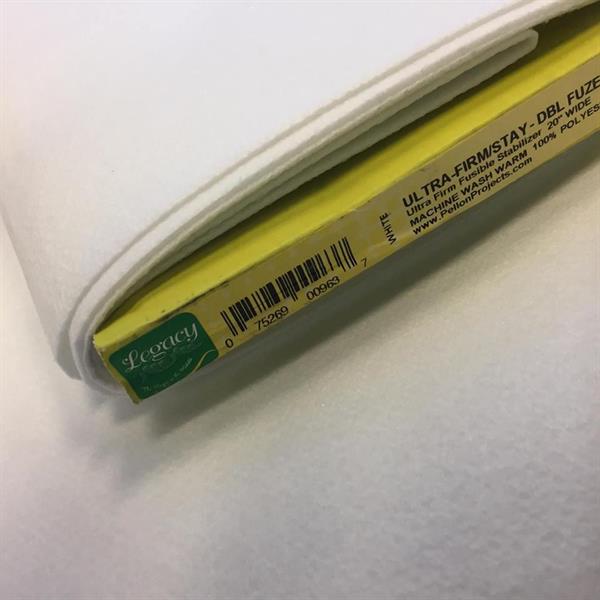 ULTRA-FIRM/STAY - DBL FUZE
Ultra Firm Fusible Stabilizer 20" WIDE
MACHINE WASH WARM 100% POLYES
www.PellonProjects.com
WHITE
0 75269 00963 7
Legacy